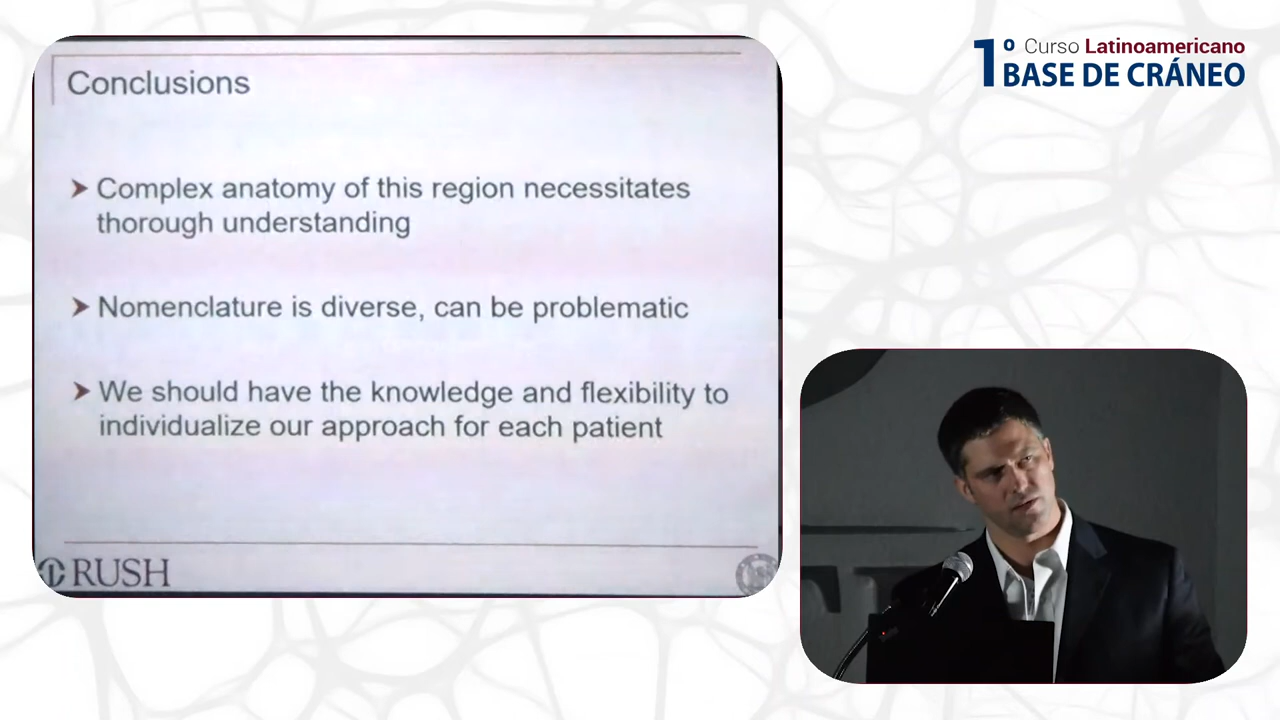 Conclusions
➤ Complex anatomy of this region necessitates
thorough understanding
➤ Nomenclature is diverse, can be problematic
➤ We should have the knowledge and flexibility to
individualize our approach for each patient
RUSH
1º Curso Latinoamericano
BASE DE CRÁNEO